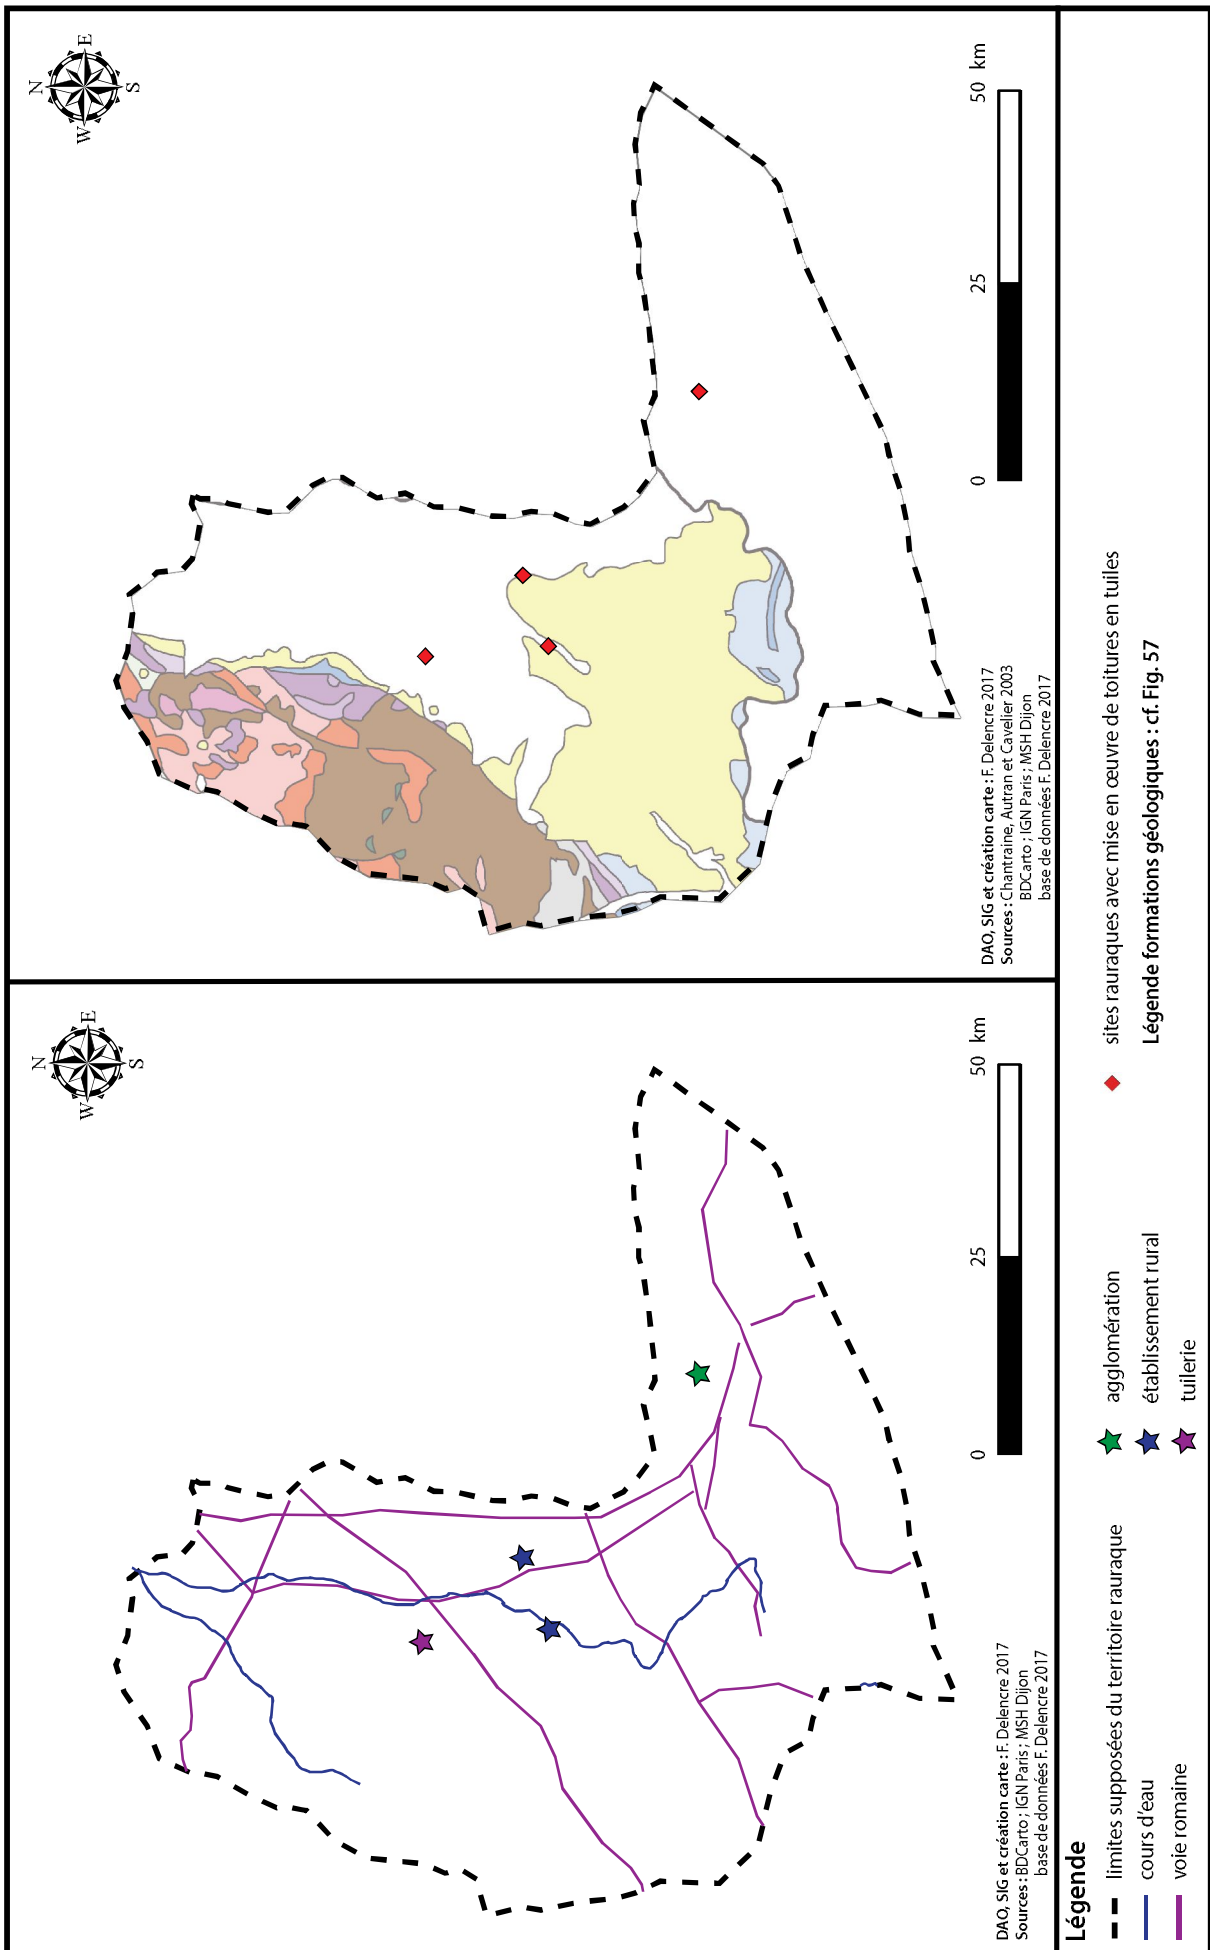 N
E
S
W
0
25
50 km
DAO, SIG et création carte : F. Delencre 2017
Sources : BDCarto ; IGN Paris ; MSH Dijon
base de données F. Delencre 2017
N
E
S
W
0
25
50 km
DAO, SIG et création carte : F. Delencre 2017
Sources : Chantraine, Autran et Cavelier 2003
BDCarto ; IGN Paris ; MSH Dijon
base de données F. Delencre 2017
Légende
limites supposées du territoire rauraque
cours d'eau
voie romaine
agglomération
établissement rural
tuilerie
sites rauraques avec mise en œuvre de toitures en tuiles
Légende formations géologiques : cf. Fig. 57